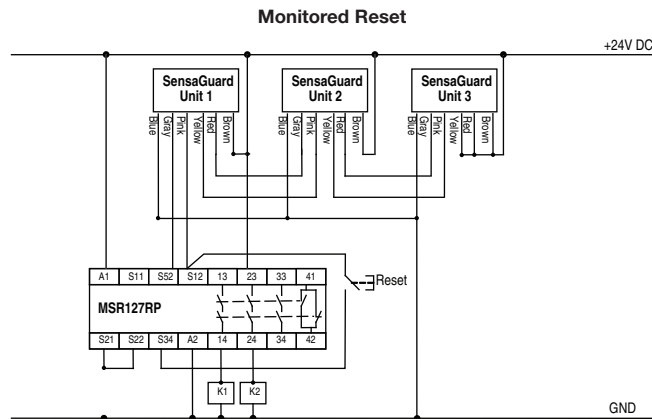 Monitored Reset
+24V DC
SensaGuard
Unit 1
SensaGuard
Unit 2
SensaGuard
Unit 3
Blue
Gray
Pink
Yellow
Red
Brown
Blue
Gray
Pink
Yellow
Red
Brown
Blue
Gray
Pink
Yellow
Red
Brown
A1 S11 S52 S12 13 23 33 41
Reset
MSR127RP
S21 S22 S34 A2 14 24 34 42
K1 K2
GND